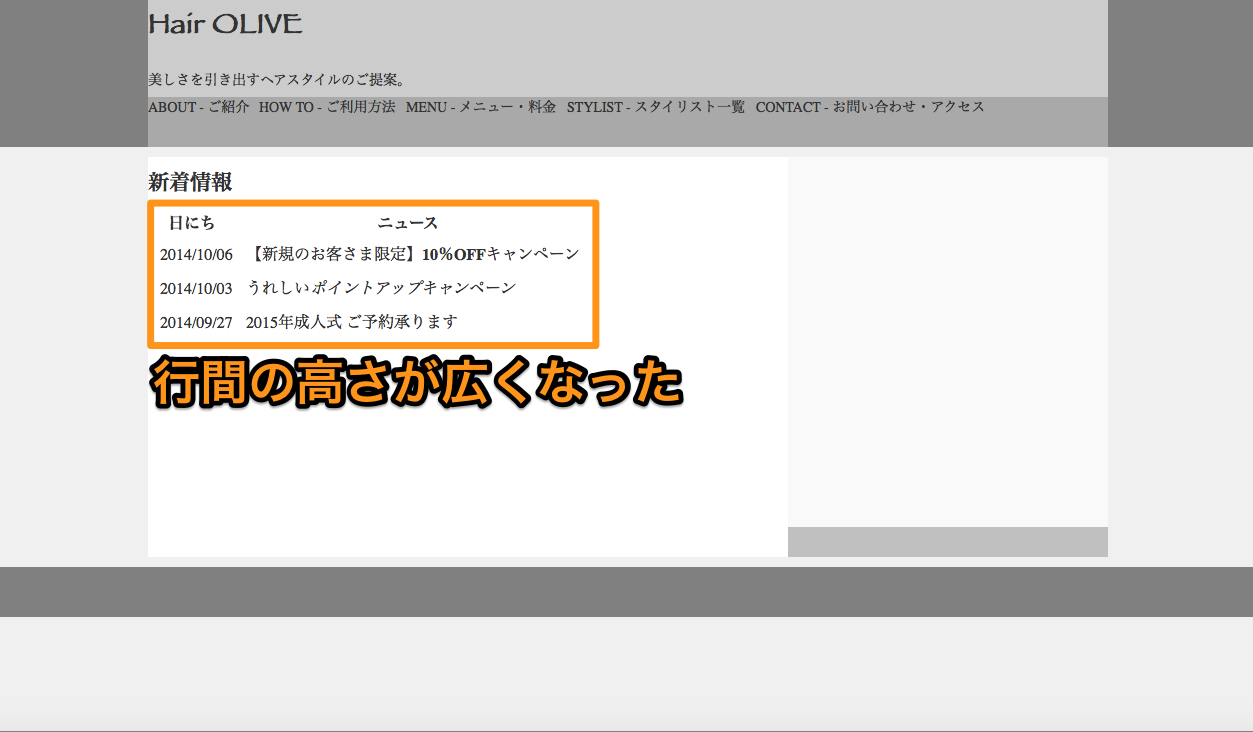 Hair OLIVE
美しさを引き出すヘアスタイルのご提案。
ABOUT - ご紹介 HOW TO - ご利用方法 MENU - メニュー・料金 STYLIST - スタイリスト一覧 CONTACT - お問い合わせ・アクセス
新着情報
日にち ニュース
2014/10/06 【新規のお客さま限定】10%OFFキャンペーン
2014/10/03 うれしいポイントアップキャンペーン
2014/09/27 2015年成人式 ご予約承ります
行間の高さが広くなった